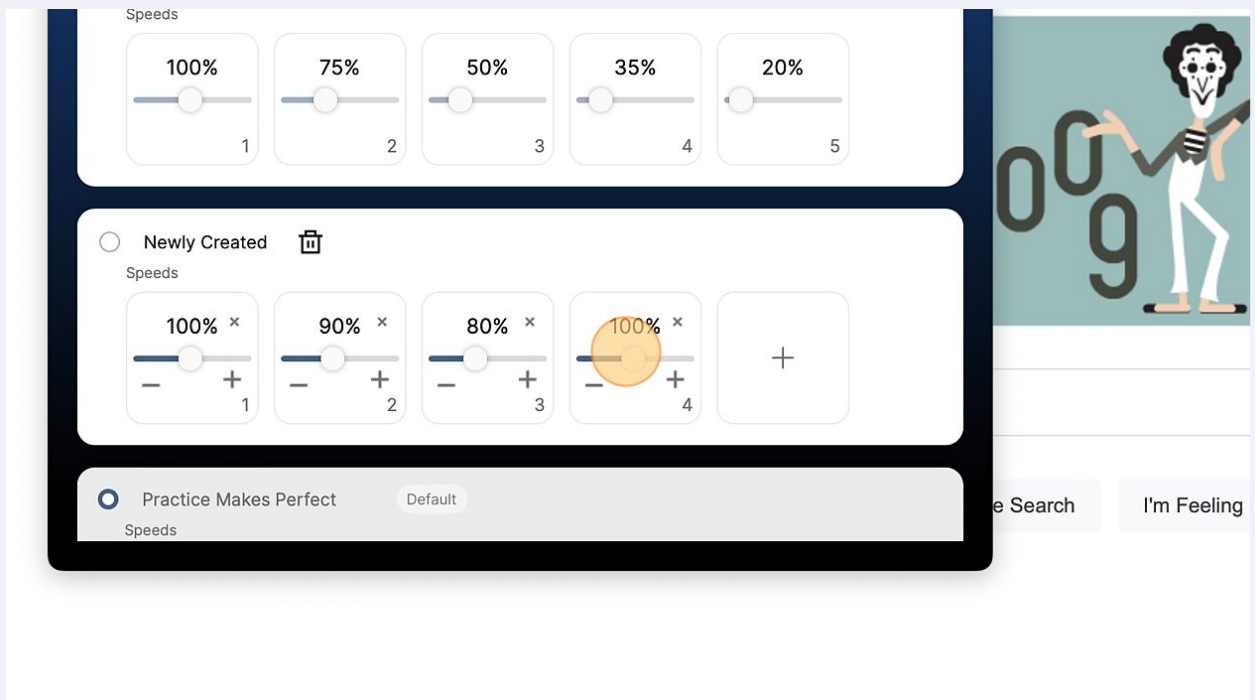 Speeds
100% 75% 50% 35% 20%
1 2 3 4 5
Newly Created
Speeds
100% × 90% × 80% × 100% ×
− + − + − + − + +
1 2 3 4
Practice Makes Perfect Default
Speeds
e Search I'm Feeling
009